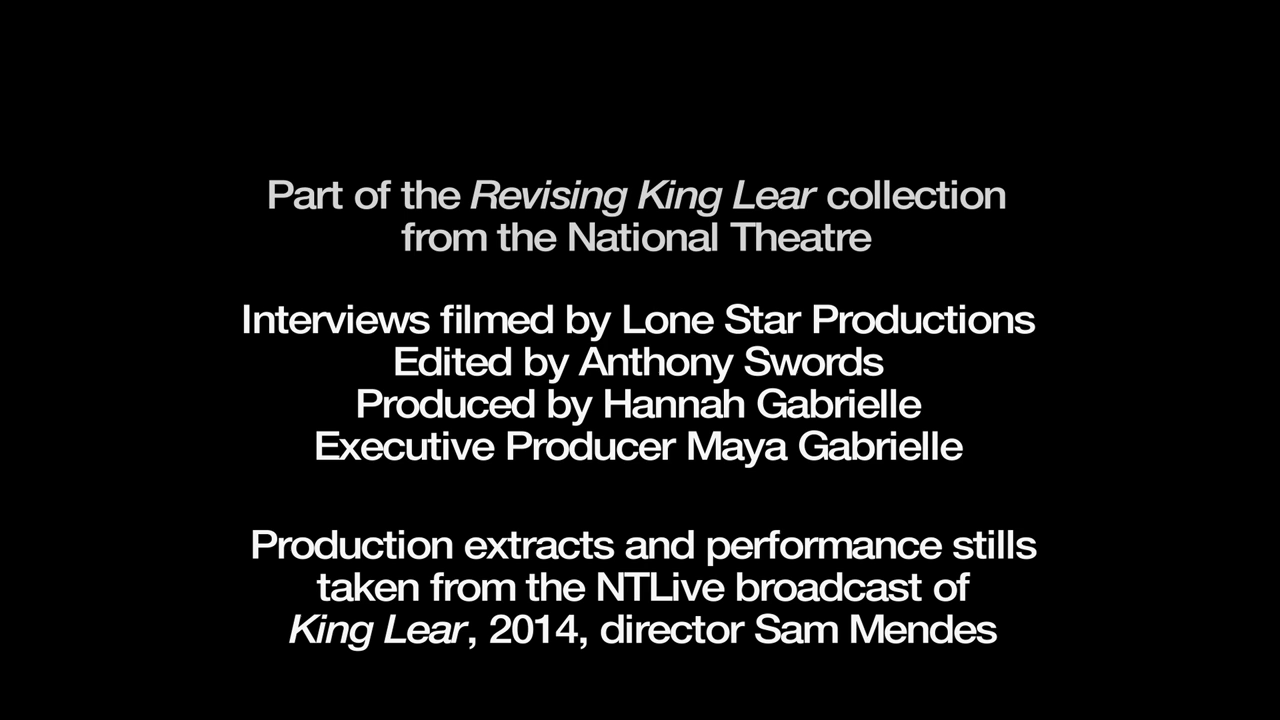 Part of the Revising King Lear collection
from the National Theatre
Interviews filmed by Lone Star Productions
Edited by Anthony Swords
Produced by Hannah Gabrielle
Executive Producer Maya Gabrielle
Production extracts and performance stills
taken from the NTLive broadcast of
King Lear, 2014, director Sam Mendes